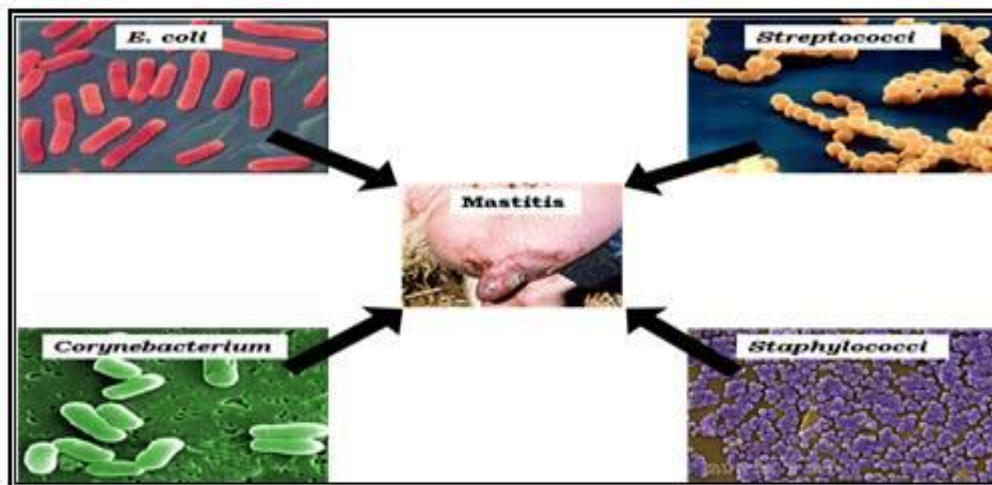 E. coli
Streptococci
Mastitis
Corynebacterium
Staphylococci